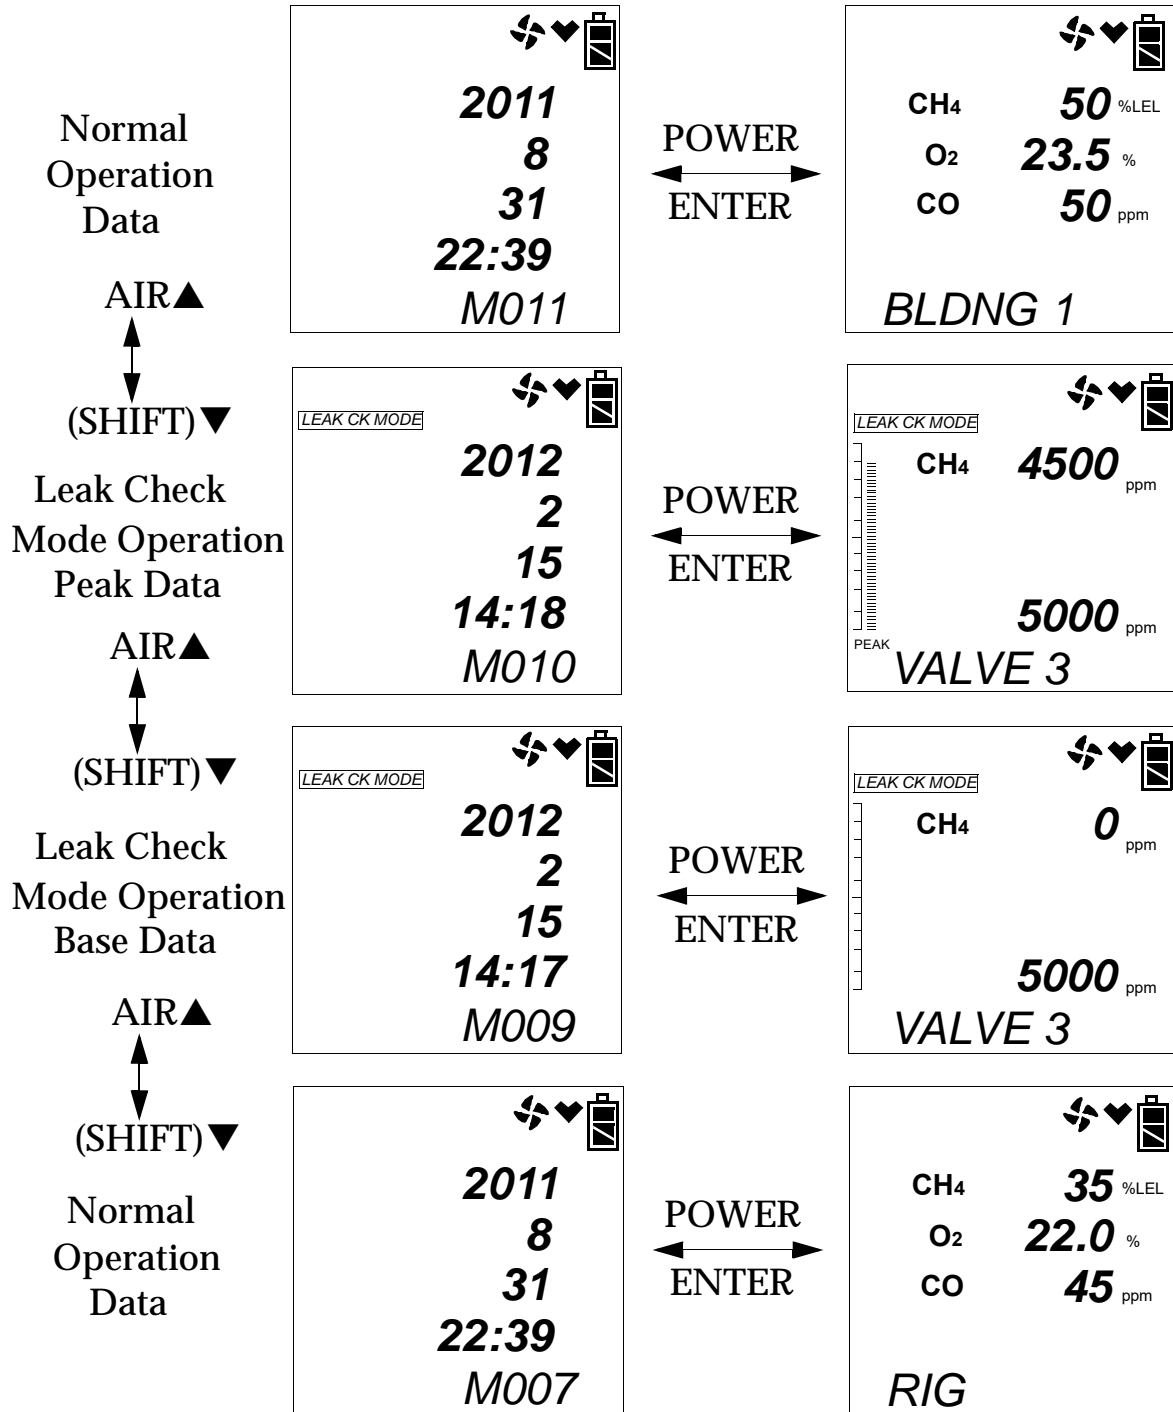 Normal
Operation
Data
2011
8
31
22:39
M011
POWER
ENTER
CH4 50 %LEL
O2 23.5 %
CO 50 ppm
BLDNG 1
AIR▲
(SHIFT)▼
Leak Check
Mode Operation
Peak Data
LEAK CK MODE
2012
2
15
14:18
M010
POWER
ENTER
LEAK CK MODE
CH4 4500 ppm
5000 ppm
PEAK
VALVE 3
AIR▲
(SHIFT)▼
Leak Check
Mode Operation
Base Data
LEAK CK MODE
2012
2
15
14:17
M009
POWER
ENTER
LEAK CK MODE
CH4 0 ppm
5000 ppm
VALVE 3
AIR▲
(SHIFT)▼
Normal
Operation
Data
2011
8
31
22:39
M007
POWER
ENTER
CH4 35 %LEL
O2 22.0 %
CO 45 ppm
RIG